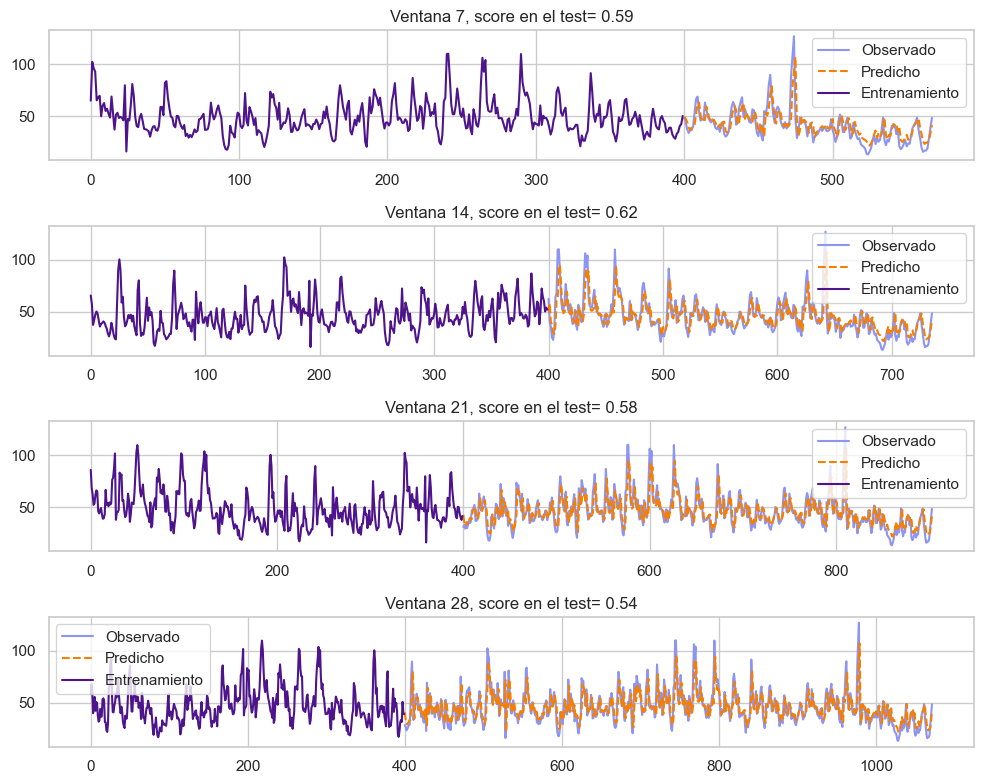 Ventana 7, score en el test= 0.59
100
50
Observado
Predicho
Entrenamiento
0 100 200 300 400 500
Ventana 14, score en el test= 0.62
100
50
Observado
Predicho
Entrenamiento
0 100 200 300 400 500 600 700
Ventana 21, score en el test= 0.58
100
50
Observado
Predicho
Entrenamiento
0 200 400 600 800
Ventana 28, score en el test= 0.54
100
50
Observado
Predicho
Entrenamiento
0 200 400 600 800 1000